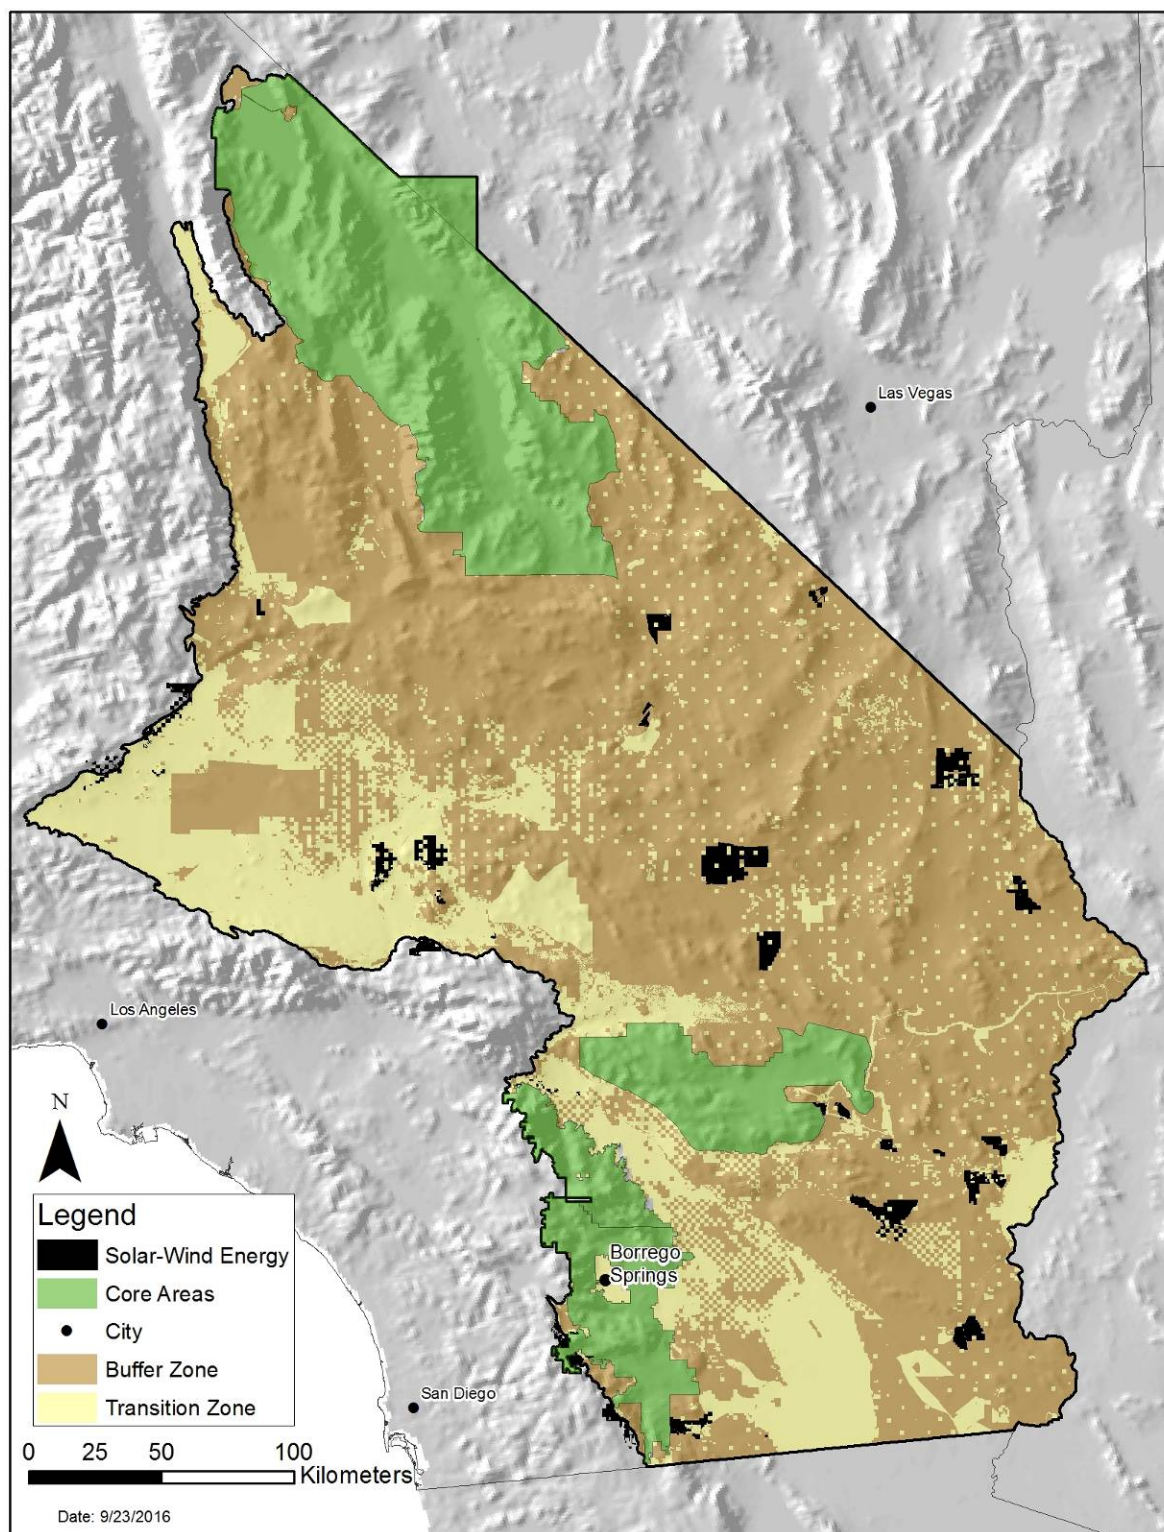 Las Vegas
Los Angeles
N
Borrego
Springs
San Diego
Legend
Solar-Wind Energy
Core Areas
City
Buffer Zone
Transition Zone
0 25 50 100
Kilometers
Date: 9/23/2016